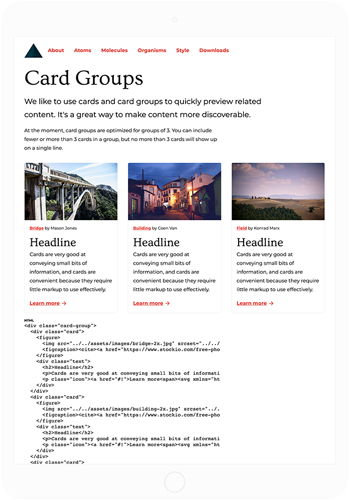 About Atoms Molecules Organisms Style Downloads
Card Groups
We like to use cards and card groups to quickly preview related
content. It's a great way to make content more discoverable.
At the moment, card groups are optimized for groups of 3. You can include
fewer or more than 3 cards in a group, but no more than 3 cards will show up
on a single line.
Bridge by Mason Jones
Headline
Cards are very good at
conveying small bits of
information, and cards are
convenient because they require
little markup to use effectively.
Learn more →
Building by Coen Van
Headline
Cards are very good at
conveying small bits of
information, and cards are
convenient because they require
little markup to use effectively.
Learn more →
Field by Konrad Marx
Headline
Cards are very good at
conveying small bits of
information, and cards are
convenient because they require
little markup to use effectively.
Learn more →
HTML
<div class="card-group">
<div class="card">
<figure>
<img src="../../assets/images/bridge-2x.jpg" srcset="../../
<figcaption><cite><a href="https://www.stockio.com/free-pho
</figure>
<div class="text">
<h2>Headline</h2>
<p>Cards are very good at conveying small bits of informati
<p class="icon"><a href="#!">Learn more<span><svg xmlns="ht
</div>
</div>
<div class="card">
<figure>
<img src="../../assets/images/building-2x.jpg" srcset="../.
<figcaption><cite><a href="https://www.stockio.com/free-pho
</figure>
<div class="text">
<h2>Headline</h2>
<p>Cards are very good at conveying small bits of informati
<p class="icon"><a href="#!">Learn more<span><svg xmlns="ht
</div>
</div>
<div class="card">